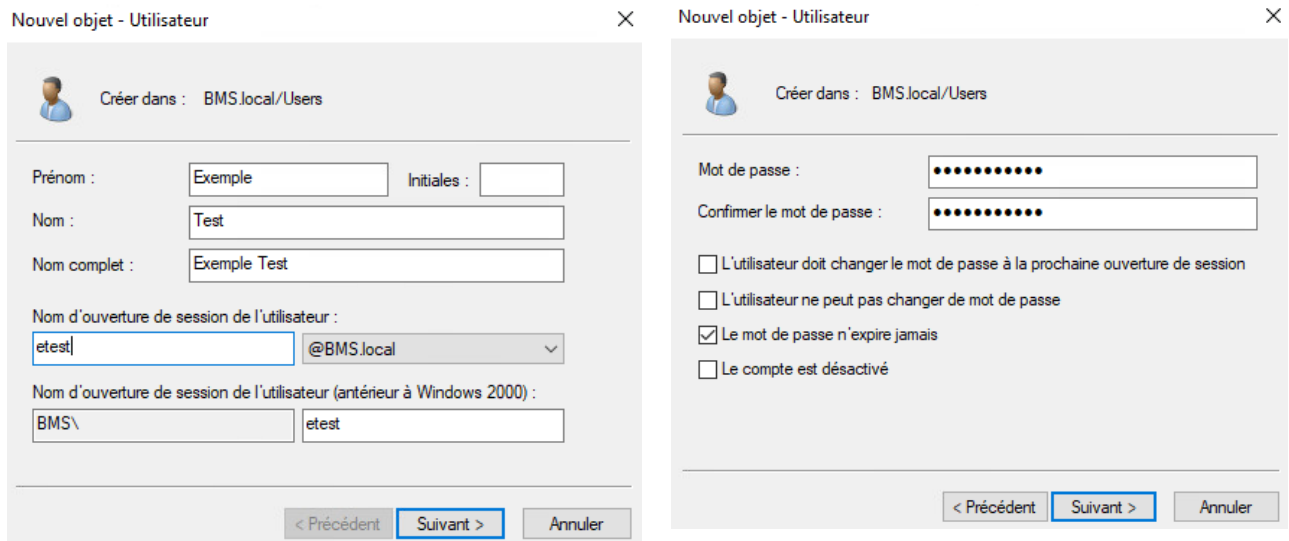 Nouvel objet - Utilisateur
Créer dans : BMS.local/Users
Prénom : Exemple Initiales :
Nom : Test
Nom complet : Exemple Test
Nom d'ouverture de session de l'utilisateur :
etest @BMS.local
Nom d'ouverture de session de l'utilisateur (antérieur à Windows 2000) :
BMS\ etest
< Précédent Suivant > Annuler
Nouvel objet - Utilisateur
Créer dans : BMS.local/Users
Mot de passe : •••••••••••
Confirmer le mot de passe : •••••••••••
L'utilisateur doit changer le mot de passe à la prochaine ouverture de session
L'utilisateur ne peut pas changer de mot de passe
Le mot de passe n'expire jamais
Le compte est désactivé
< Précédent Suivant > Annuler